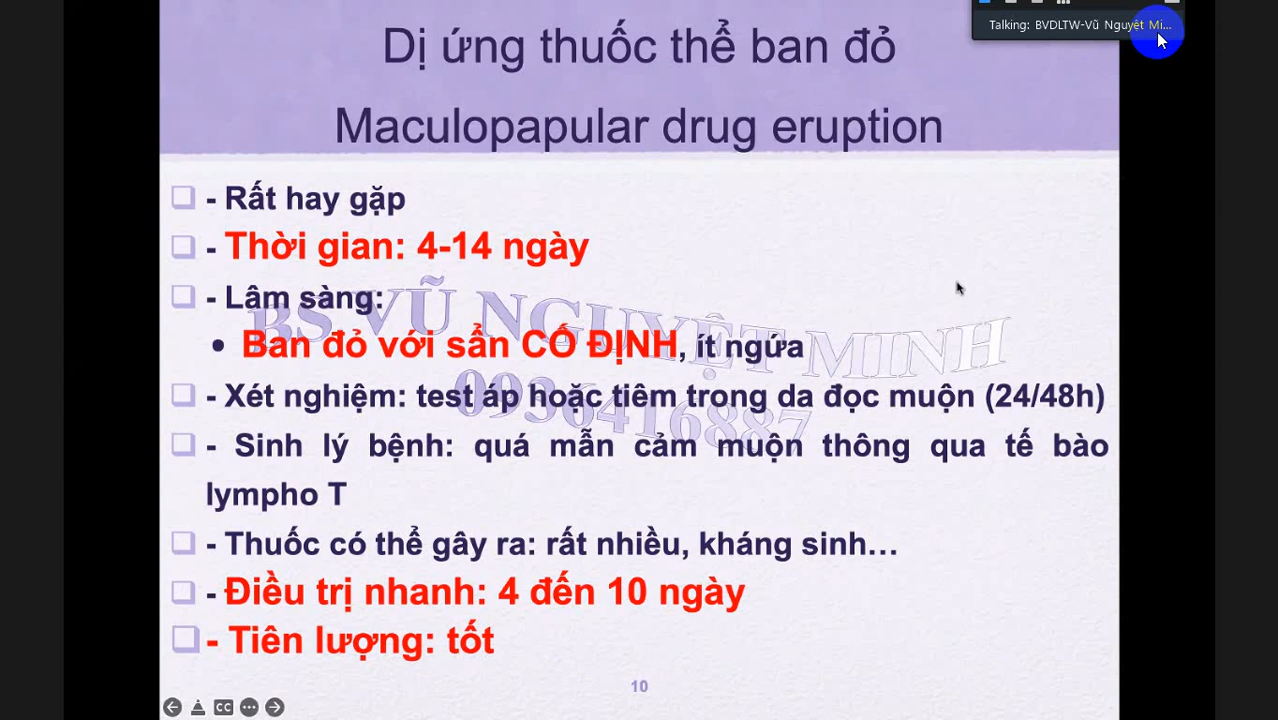 Talking: BVDLTW-Vũ Nguyệt Mi...
Dị ứng thuốc thể ban đỏ
Maculopapular drug eruption
- Rất hay gặp
- Thời gian: 4-14 ngày
- Lâm sàng:
• Ban đỏ với sẩn CỐ ĐỊNH, ít ngứa
- Xét nghiệm: test áp hoặc tiêm trong da đọc muộn (24/48h)
- Sinh lý bệnh: quá mẫn cảm muộn thông qua tế bào
lympho T
- Thuốc có thể gây ra: rất nhiều, kháng sinh...
- Điều trị nhanh: 4 đến 10 ngày
- Tiên lượng: tốt
BS VŨ NGUYỆT MINH
0936416887
10
CC